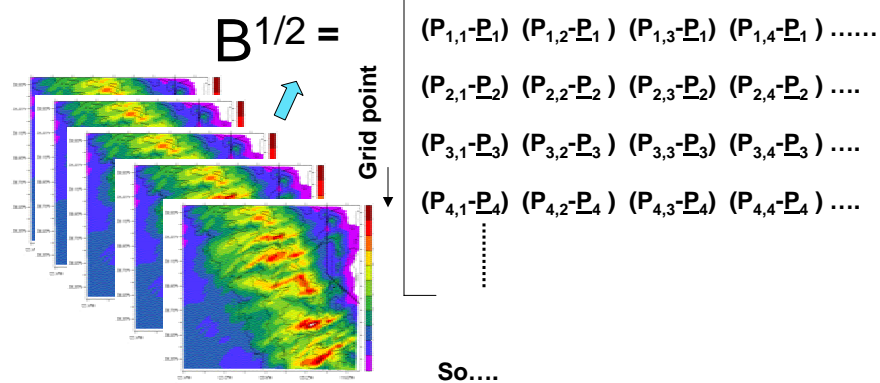 B1/2 =
Grid point
(P1,1-P1) (P1,2-P1 ) (P1,3-P1) (P1,4-P1 ) ……
(P2,1-P2) (P2,2-P2 ) (P2,3-P2) (P2,4-P2 ) ….
(P3,1-P3) (P3,2-P3 ) (P3,3-P3) (P3,4-P3 ) ….
(P4,1-P4) (P4,2-P4 ) (P4,3-P4) (P4,4-P4 ) ….
So….